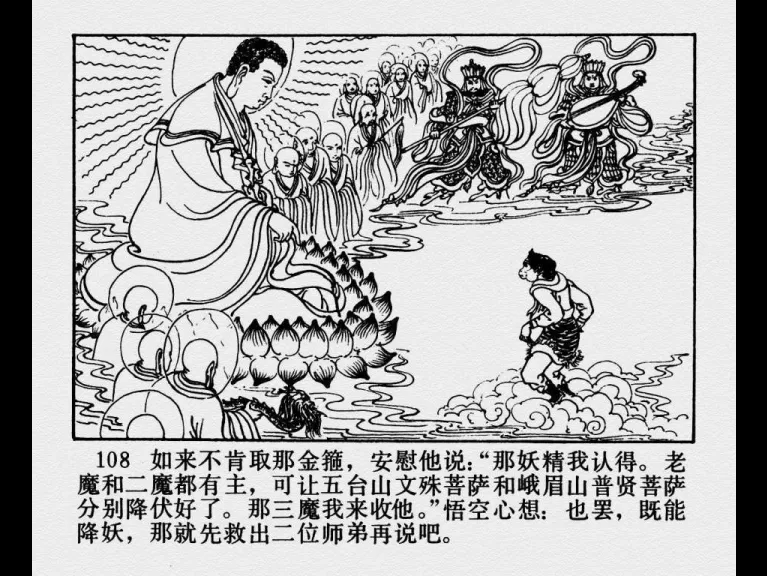 108 如来不肯取那金箍，安慰他说：“那妖精我认得。老
魔和二魔都有主，可让五台山文殊菩萨和峨眉山普贤菩萨
分别降伏好了。那三魔我来收他。”悟空心想：也罢，既能
降妖，那就先救出二位师弟再说吧。